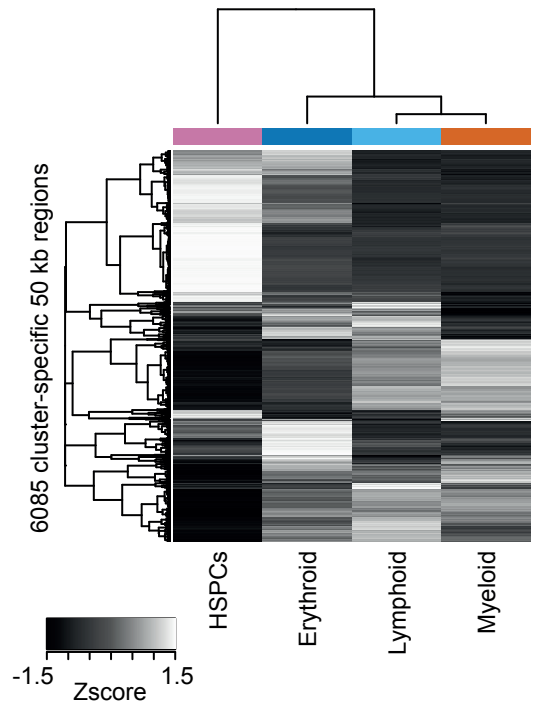 6085 cluster-specific 50 kb regions
HSPCs
Erythroid
Lymphoid
Myeloid
-1.5
1.5
Zscore